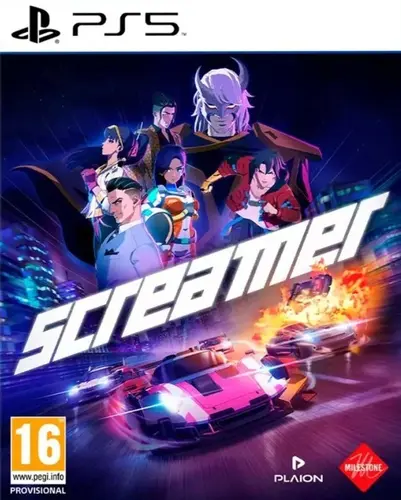 PS5
SCREAMER
16
www.pegi.info
PROVISIONAL
PLAION
MILESTONE